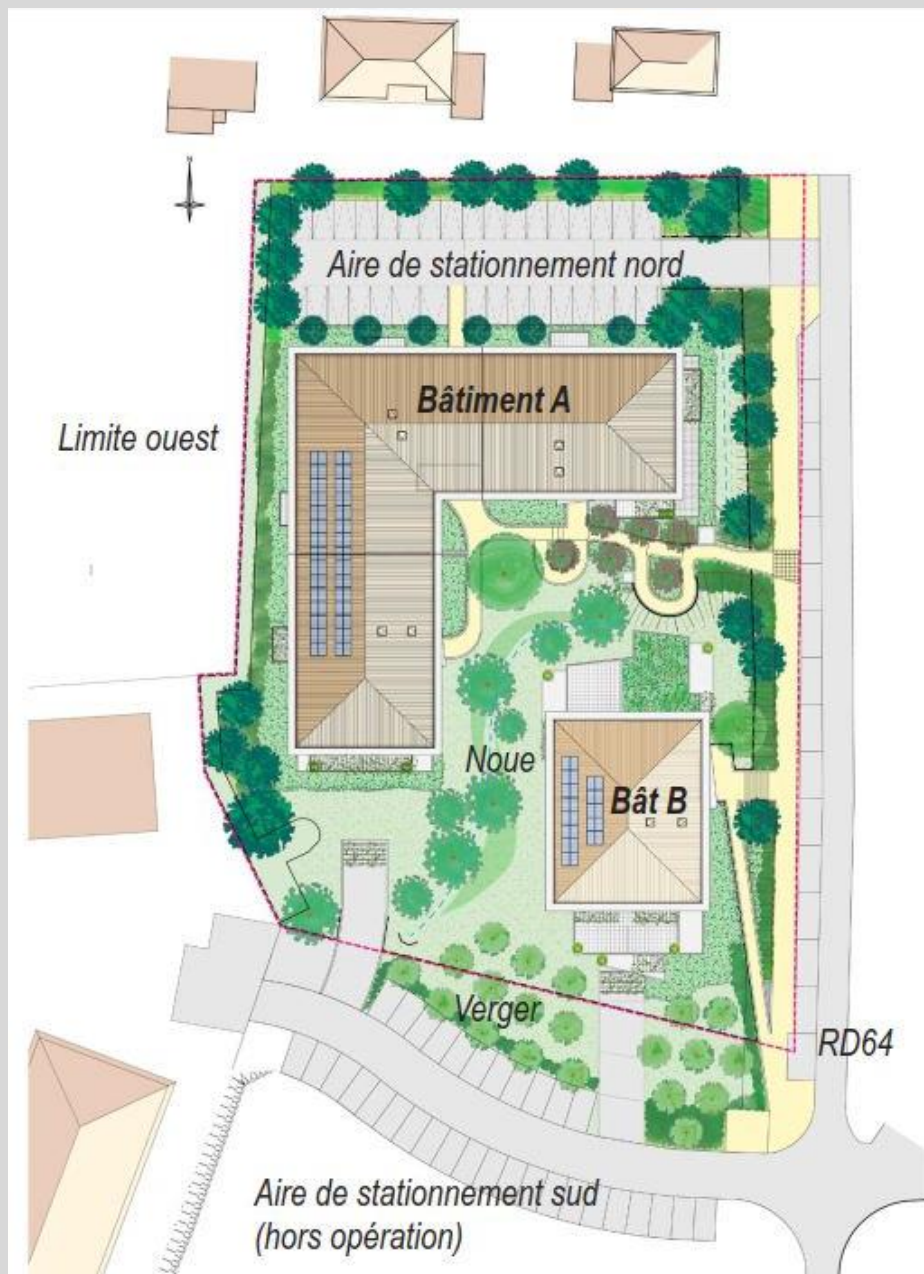 N
Aire de stationnement nord
Bâtiment A
Limite ouest
Noue
Bât B
Verger
RD64
Aire de stationnement sud
(hors opération)